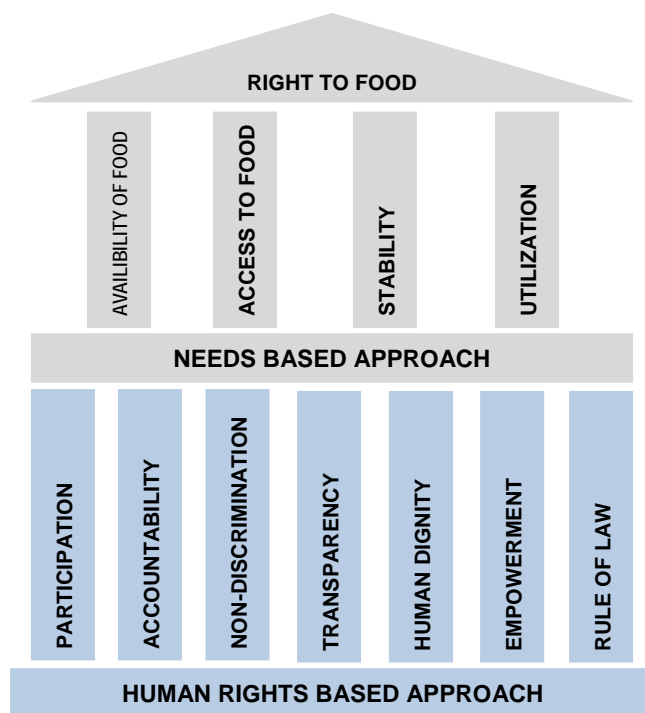 RIGHT TO FOOD
AVAILIBILITY OF FOOD
ACCESS TO FOOD
STABILITY
UTILIZATION
NEEDS BASED APPROACH
PARTICIPATION
ACCOUNTABILITY
NON-DISCRIMINATION
TRANSPARENCY
HUMAN DIGNITY
EMPOWERMENT
RULE OF LAW
HUMAN RIGHTS BASED APPROACH